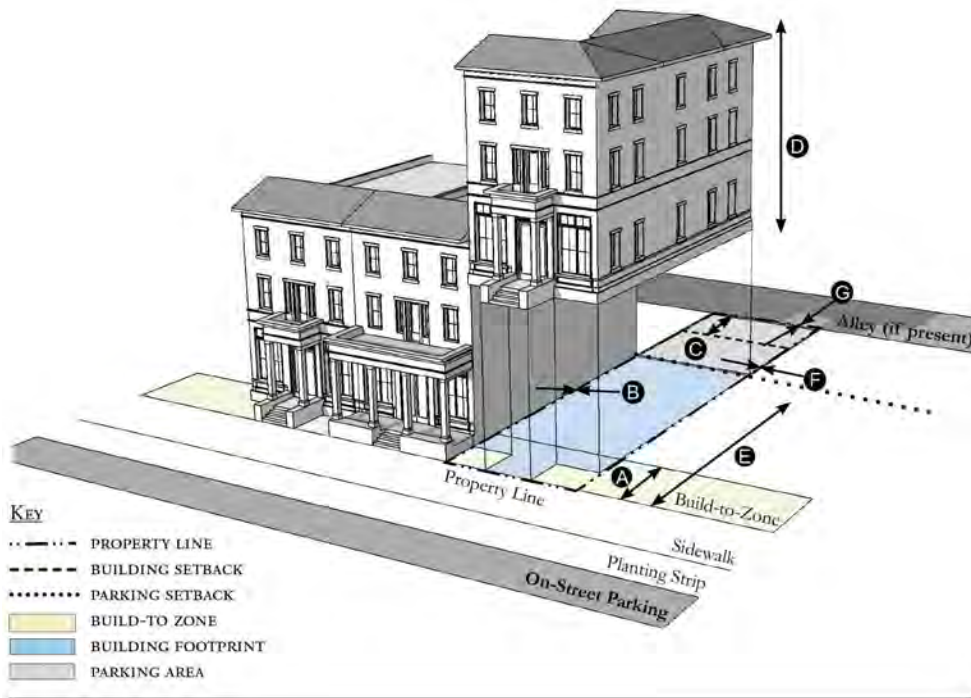 D
G
Alley (if present)
C
F
B
E
A
Property Line
Build-to-Zone
Sidewalk
Planting Strip
On-Street Parking
KEY
PROPERTY LINE
BUILDING SETBACK
PARKING SETBACK
BUILD-TO ZONE
BUILDING FOOTPRINT
PARKING AREA